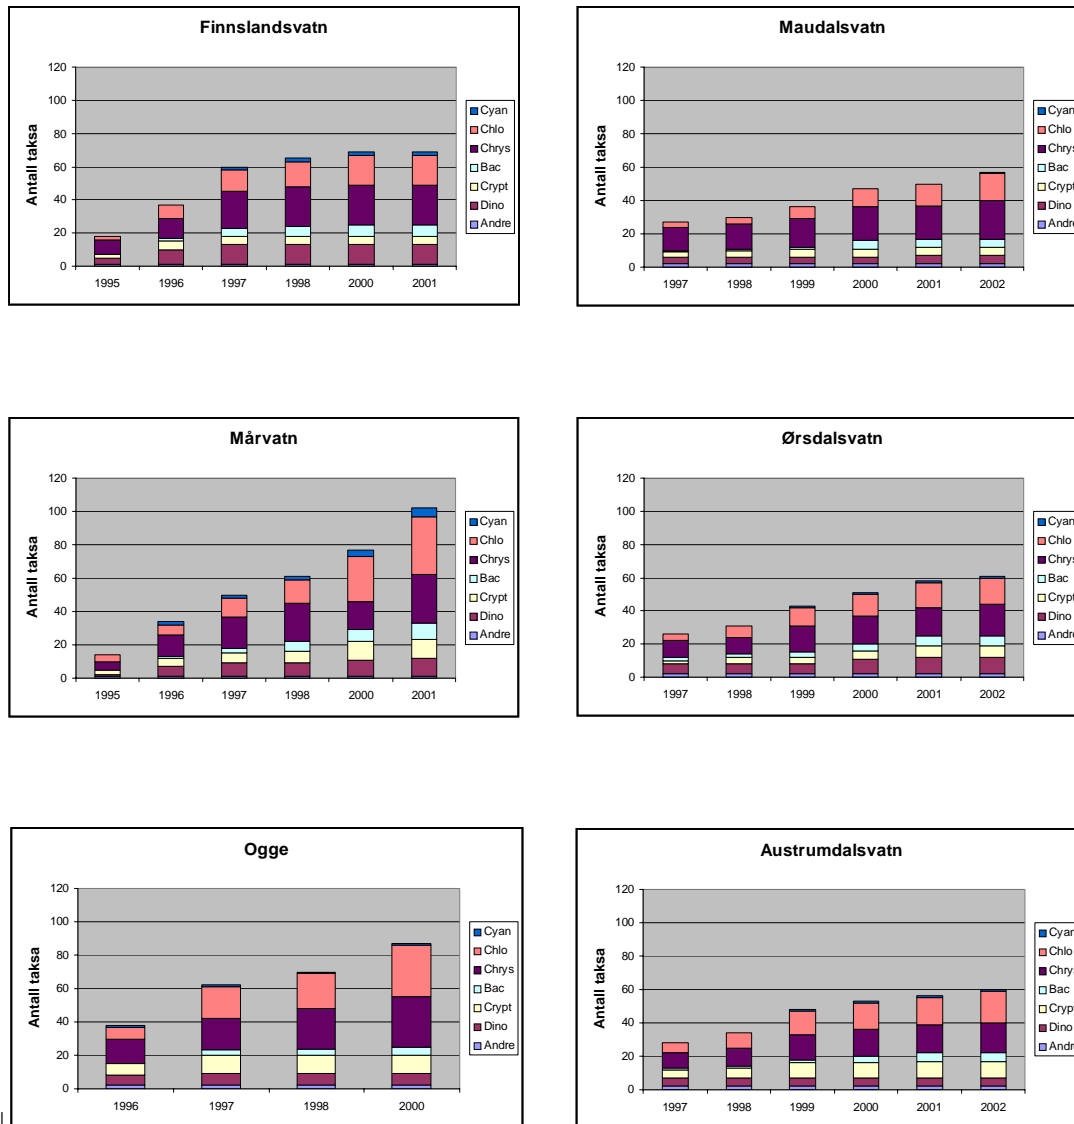 Finnslandsvatn
Antall taksa
120
100
80
60
40
20
0
1995 1996 1997 1998 2000 2001
Cyan
Chlo
Chrys
Bac
Crypt
Dino
Andre
Maudalsvatn
Antall taksa
120
100
80
60
40
20
0
1997 1998 1999 2000 2001 2002
Cyan
Chlo
Chrys
Bac
Crypt
Dino
Andre
Mårvatn
Antall taksa
120
100
80
60
40
20
0
1995 1996 1997 1998 2000 2001
Cyan
Chlo
Chrys
Bac
Crypt
Dino
Andre
Ørsdalsvatn
Antall taksa
120
100
80
60
40
20
0
1997 1998 1999 2000 2001 2002
Cyan
Chlo
Chrys
Bac
Crypt
Dino
Andre
Ogge
Antall taksa
120
100
80
60
40
20
0
1996 1997 1998 2000
Cyan
Chlo
Chrys
Bac
Crypt
Dino
Andre
Austrumdalsvatn
Antall taksa
120
100
80
60
40
20
0
1997 1998 1999 2000 2001 2002
Cyan
Chlo
Chrys
Bac
Crypt
Dino
Andre